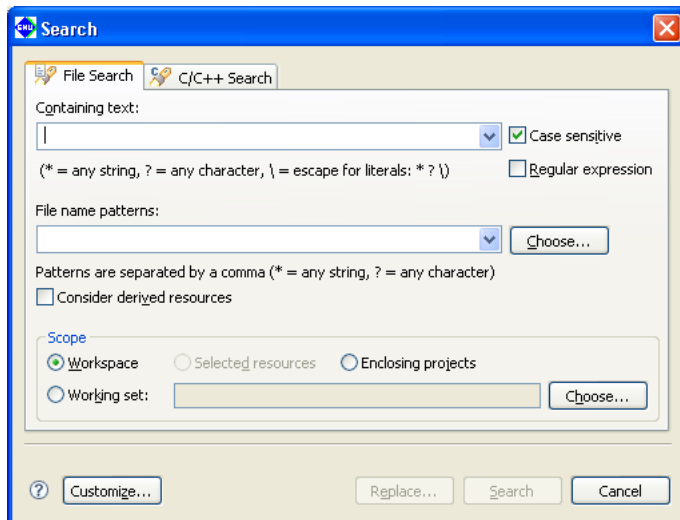 GNU Search
File Search C/C++ Search
Containing text:
Case sensitive
(* = any string, ? = any character, \ = escape for literals: * ? \)
Regular expression
File name patterns:
Choose...
Patterns are separated by a comma (* = any string, ? = any character)
Consider derived resources
Scope
Workspace Selected resources Enclosing projects
Working set: Choose...
? Customize... Replace... Search Cancel